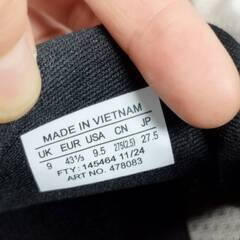 MADE IN VIETNAM
UK EUR USA CN JP
9 43⅓ 9.5 275(2.5) 27.5
FTY: 145464 11/24
ART NO. 478083